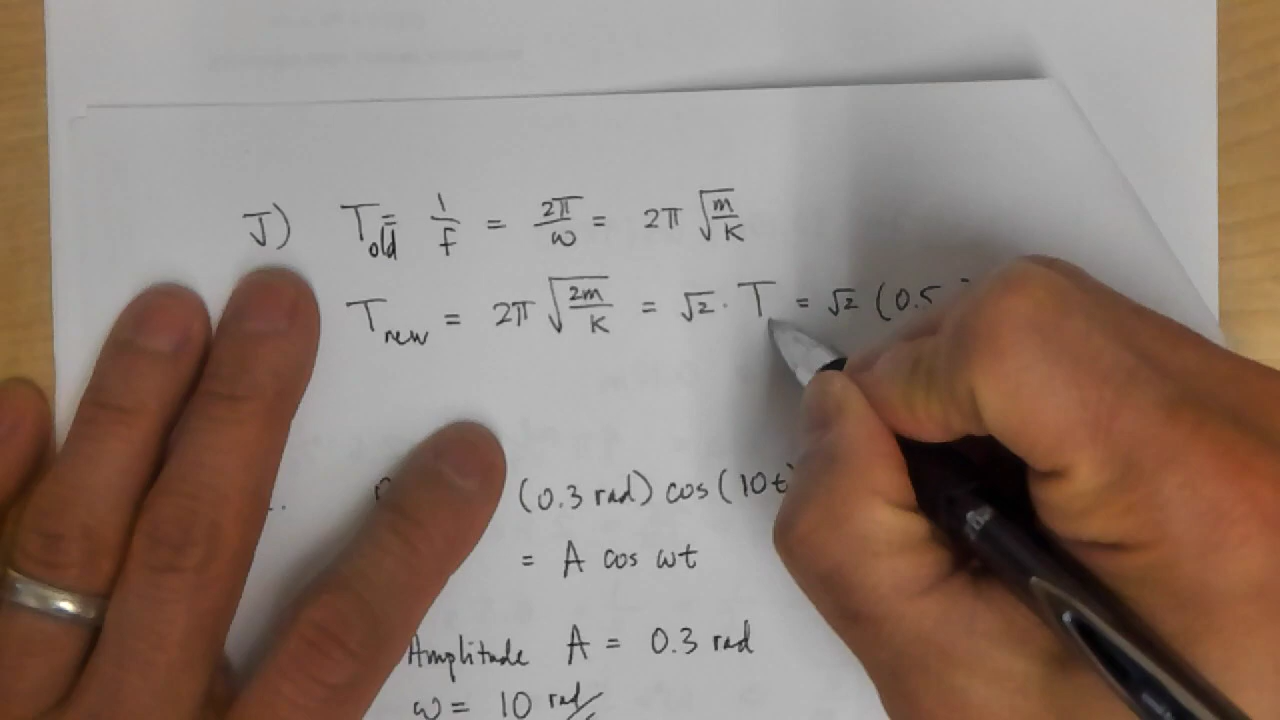 J) T_old = 1/f = 2π/ω = 2π √(m/K)
T_new = 2π √(2m/K) = √2 · T = √2 (0.5
(0.3 rad) cos(10t)
= A cos ωt
Amplitude A = 0.3 rad
ω = 10 rad/